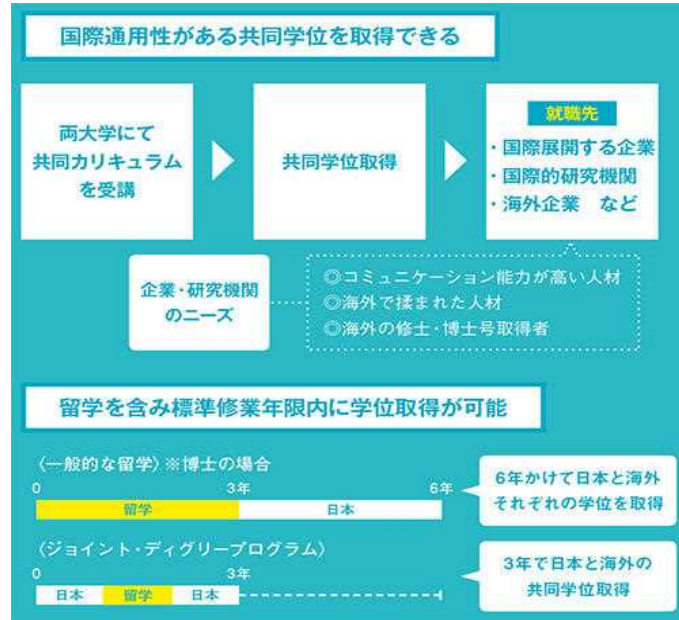 国際通用性がある共同学位を取得できる
両大学にて
共同カリキュラム
を受講
共同学位取得
就職先
・国際展開する企業
・国際的研究機関
・海外企業 など
企業・研究機関
のニーズ
◎コミュニケーション能力が高い人材
◎海外で揉まれた人材
◎海外の修士・博士号取得者
留学を含み標準修業年限内に学位取得が可能
〈一般的な留学〉※博士の場合
0 3年 6年
留学 日本
6年かけて日本と海外
それぞれの学位を取得
〈ジョイント・ディグリープログラム〉
0 3年
日本 留学 日本
3年で日本と海外の
共同学位取得